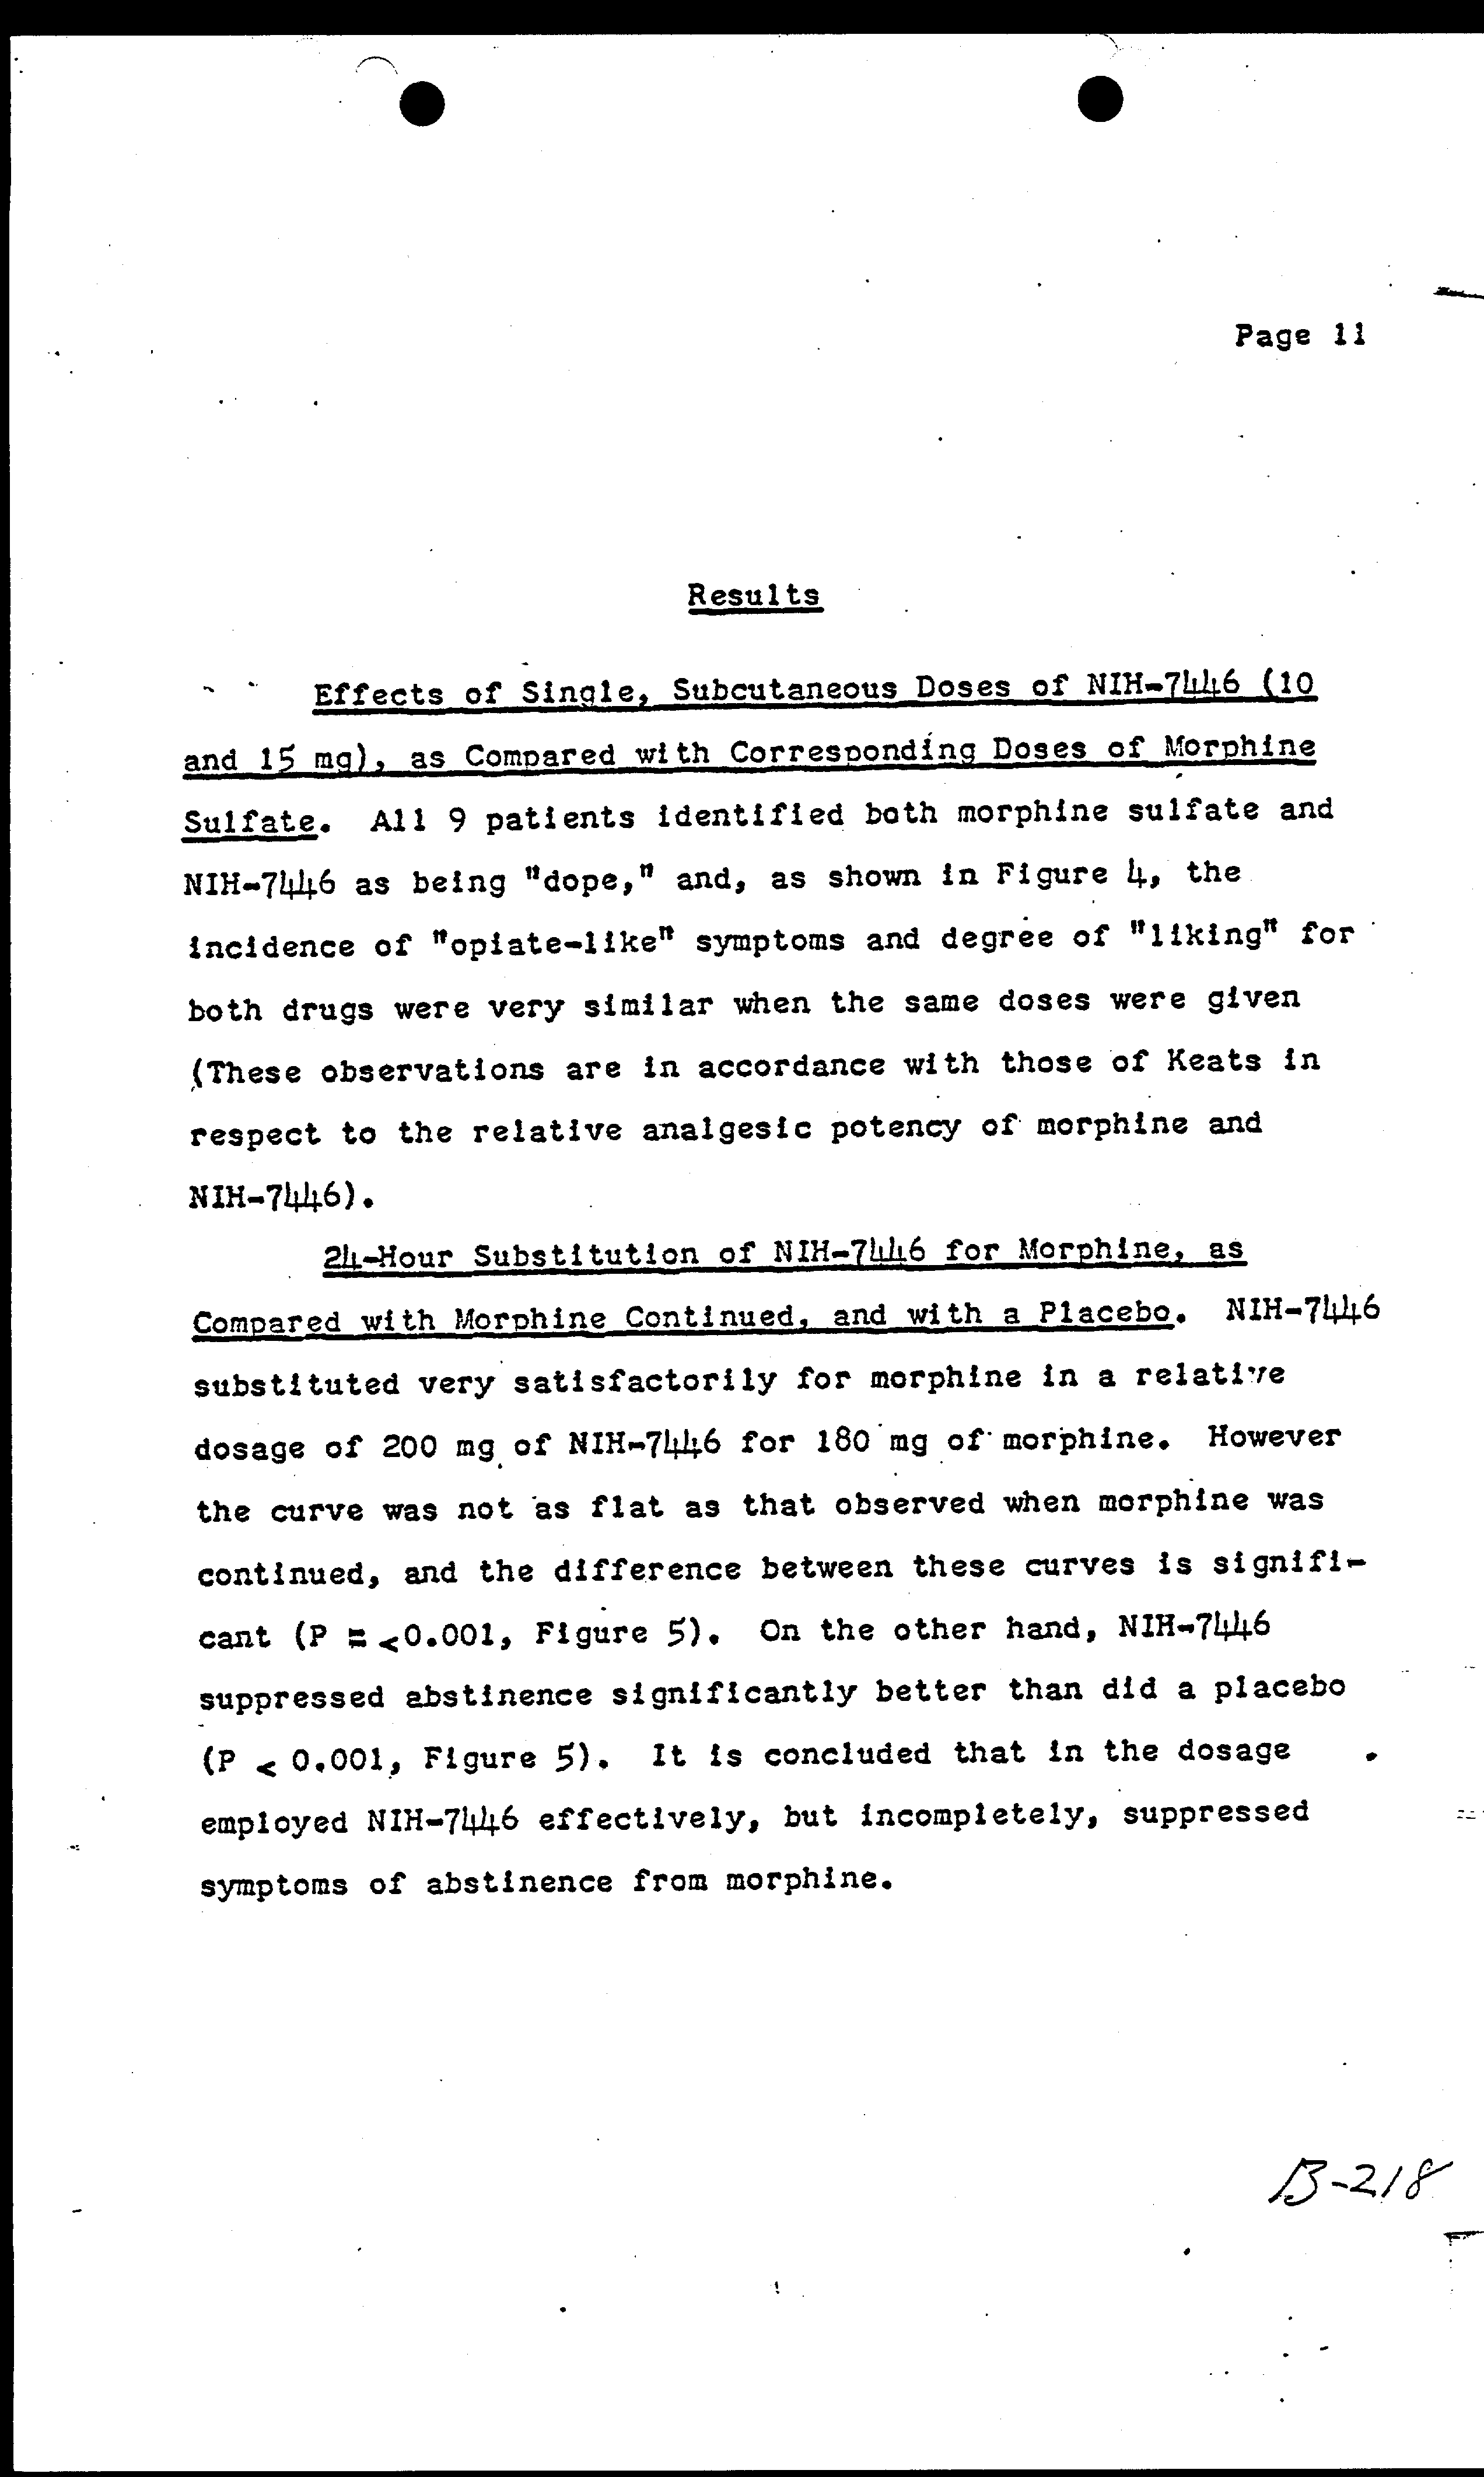 Page 11
Results
Effects of Single, Subcutaneous Doses of NIH-7446 (10
and 15 mg), as Compared with Corresponding Doses of Morphine
Sulfate. All 9 patients identified both morphine sulfate and
NIH-7446 as being "dope," and, as shown in Figure 4, the
incidence of "opiate-like" symptoms and degree of "liking" for
both drugs were very similar when the same doses were given
(These observations are in accordance with those of Keats in
respect to the relative analgesic potency of morphine and
NIH-7446).
24-Hour Substitution of NIH-7446 for Morphine, as
Compared with Morphine Continued, and with a Placebo. NIH-7446
substituted very satisfactorily for morphine in a relative
dosage of 200 mg of NIH-7446 for 180 mg of morphine. However
the curve was not as flat as that observed when morphine was
continued, and the difference between these curves is signifi-
cant (P = <0.001, Figure 5). On the other hand, NIH-7446
suppressed abstinence significantly better than did a placebo
(P < 0.001, Figure 5). It is concluded that in the dosage
employed NIH-7446 effectively, but incompletely, suppressed
symptoms of abstinence from morphine.
B-218